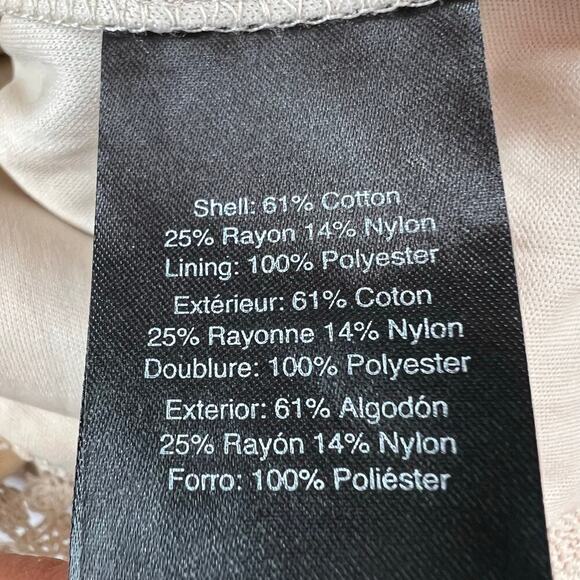 Shell: 61% Cotton
25% Rayon 14% Nylon
Lining: 100% Polyester
Extérieur: 61% Coton
25% Rayonne 14% Nylon
Doublure: 100% Polyester
Exterior: 61% Algodón
25% Rayón 14% Nylon
Forro: 100% Poliéster